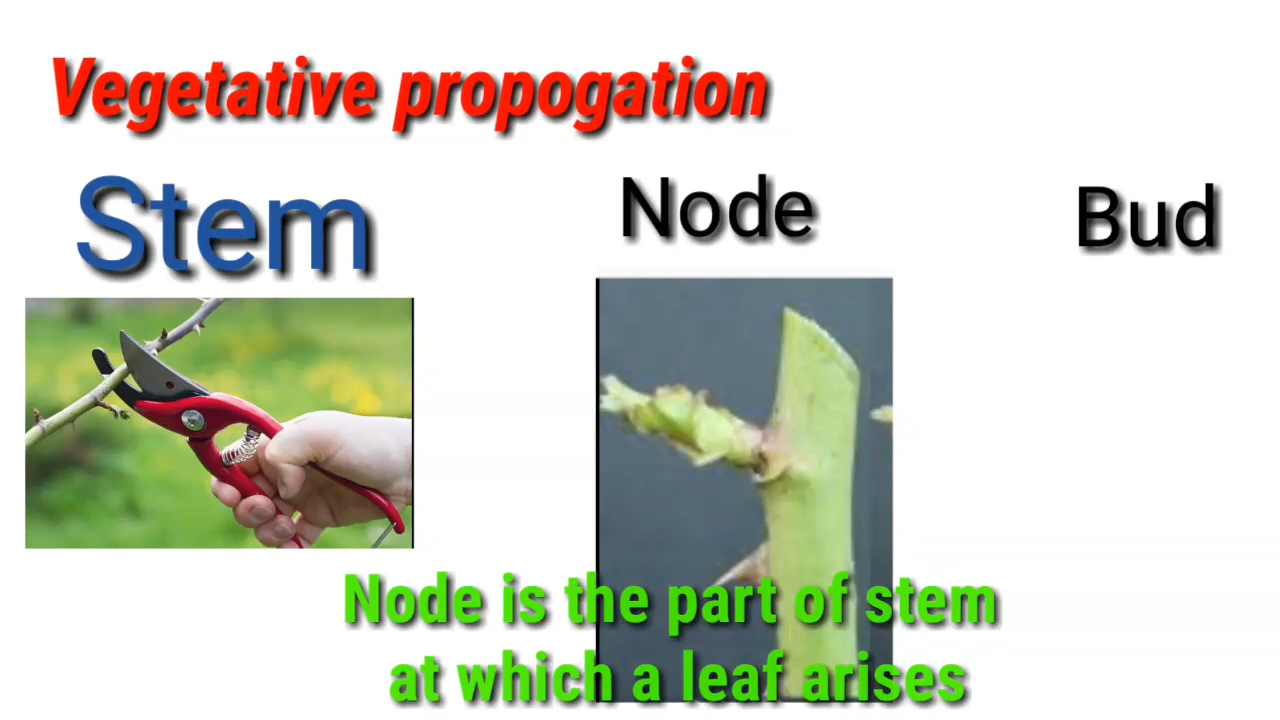 Vegetative propogation
Stem
Node
Bud
Node is the part of stem
at which a leaf arises